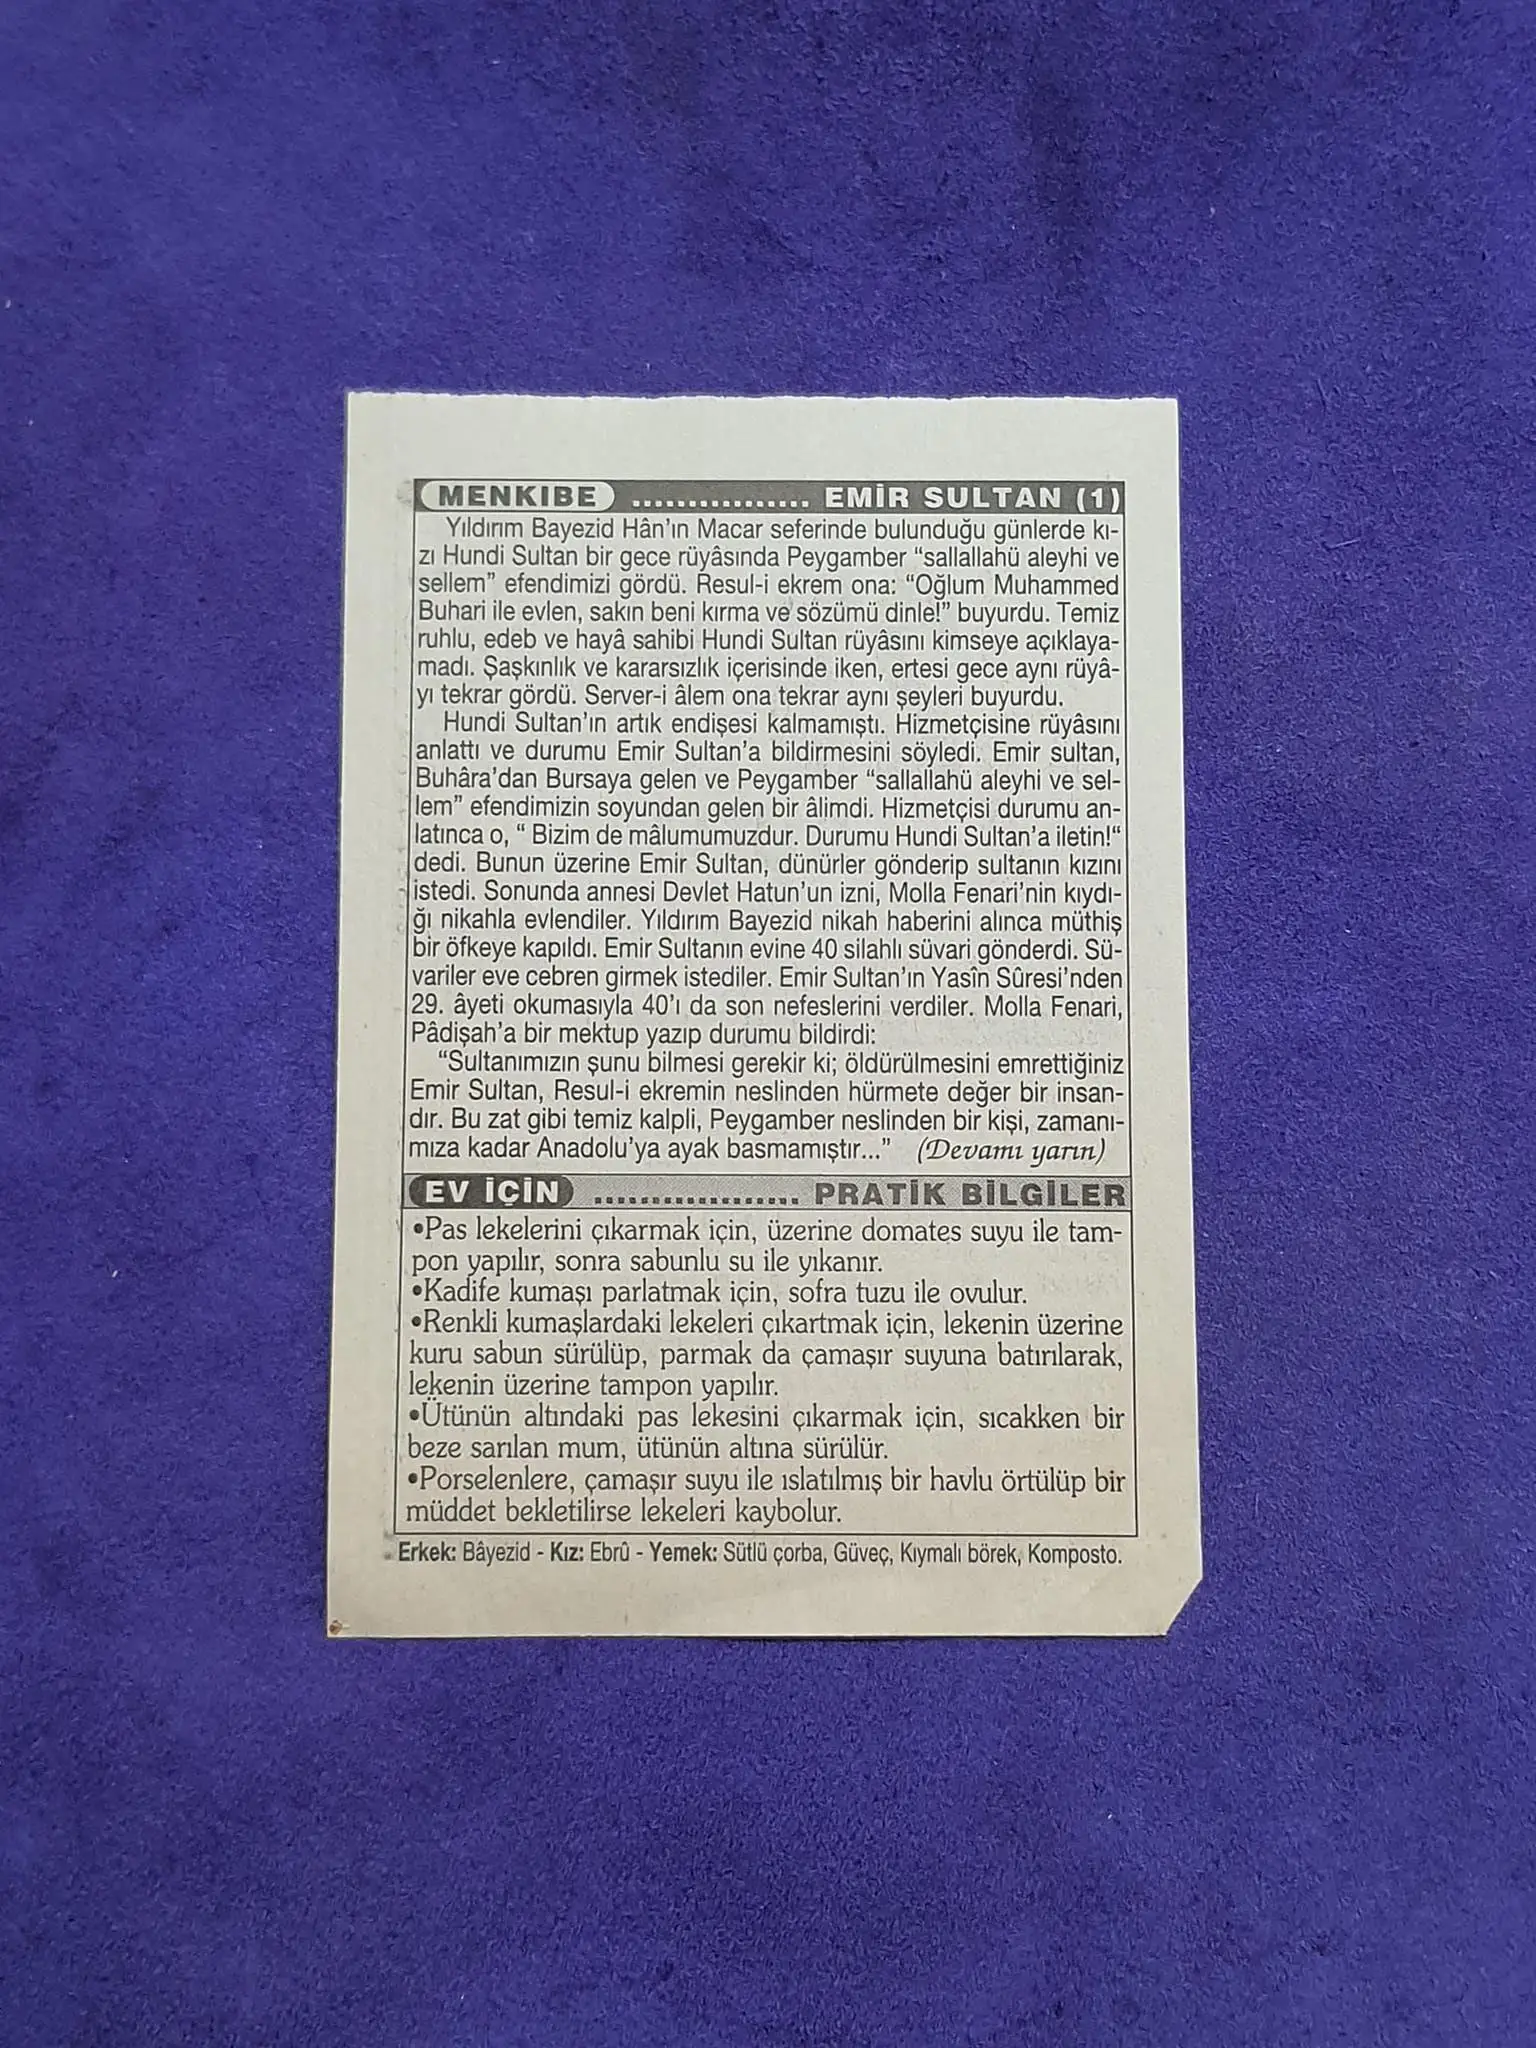 MENKIBE ................ EMİR SULTAN (1)
Yıldırım Bayezid Hân'ın Macar seferinde bulunduğu günlerde kı-
zı Hundi Sultan bir gece rüyâsında Peygamber “sallallahü aleyhi ve
sellem” efendimizi gördü. Resul-i ekrem ona: “Oğlum Muhammed
Buhari ile evlen, sakın beni kırma ve sözümü dinle!” buyurdu. Temiz
ruhlu, edeb ve hayâ sahibi Hundi Sultan rüyâsını kimseye açıklaya-
madı. Şaşkınlık ve kararsızlık içerisinde iken, ertesi gece aynı rüyâ-
yı tekrar gördü. Server-i âlem ona tekrar aynı şeyleri buyurdu.
Hundi Sultan'ın artık endişesi kalmamıştı. Hizmetçisine rüyâsını
anlattı ve durumu Emir Sultan'a bildirmesini söyledi. Emir sultan,
Buhâra'dan Bursaya gelen ve Peygamber “sallallahü aleyhi ve sel-
lem” efendimizin soyundan gelen bir âlimdi. Hizmetçisi durumu an-
latınca o, “ Bizim de mâlumumuzdur. Durumu Hundi Sultan'a iletin!“
dedi. Bunun üzerine Emir Sultan, dünürler gönderip sultanın kızını
istedi. Sonunda annesi Devlet Hatun'un izni, Molla Fenari'nin kıydı-
ğı nikahla evlendiler. Yıldırım Bayezid nikah haberini alınca müthiş
bir öfkeye kapıldı. Emir Sultanın evine 40 silahlı süvari gönderdi. Sü-
variler eve cebren girmek istediler. Emir Sultan'ın Yasîn Sûresi'nden
29. âyeti okumasıyla 40'ı da son nefeslerini verdiler. Molla Fenari,
Pâdişah'a bir mektup yazıp durumu bildirdi:
“Sultanımızın şunu bilmesi gerekir ki; öldürülmesini emrettiğiniz
Emir Sultan, Resul-i ekremin neslinden hürmete değer bir insan-
dır. Bu zat gibi temiz kalpli, Peygamber neslinden bir kişi, zamanı-
mıza kadar Anadolu'ya ayak basmamıştır...” (Devamı yarın)
EV İÇİN .................. PRATİK BİLGİLER
•Pas lekelerini çıkarmak için, üzerine domates suyu ile tam-
pon yapılır, sonra sabunlu su ile yıkanır.
•Kadife kumaşı parlatmak için, sofra tuzu ile ovulur.
•Renkli kumaşlardaki lekeleri çıkartmak için, lekenin üzerine
kuru sabun sürülüp, parmak da çamaşır suyuna batırılarak,
lekenin üzerine tampon yapılır.
•Ütünün altındaki pas lekesini çıkarmak için, sıcakken bir
beze sarılan mum, ütünün altına sürülür.
•Porselenlere, çamaşır suyu ile ıslatılmış bir havlu örtülüp bir
müddet bekletilirse lekeleri kaybolur.
Erkek: Bâyezid - Kız: Ebrû - Yemek: Sütlü çorba, Güveç, Kıymalı börek, Komposto.